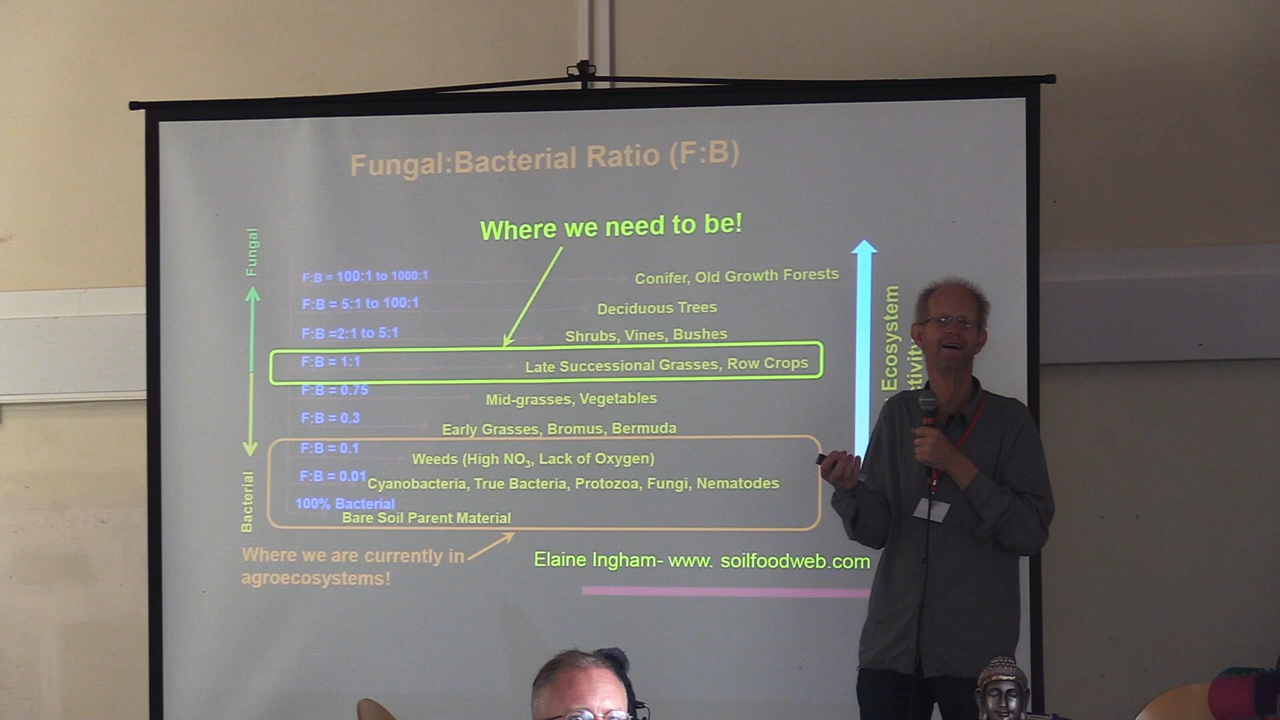 Fungal:Bacterial Ratio (F:B)
Where we need to be!
Fungal
F:B = 100:1 to 1000:1
Conifer, Old Growth Forests
F:B = 5:1 to 100:1
Deciduous Trees
F:B =2:1 to 5:1
Shrubs, Vines, Bushes
F:B = 1:1
Late Successional Grasses, Row Crops
F:B = 0.75
Mid-grasses, Vegetables
F:B = 0.3
Early Grasses, Bromus, Bermuda
F:B = 0.1
Weeds (High NO₃, Lack of Oxygen)
F:B = 0.01
Cyanobacteria, True Bacteria, Protozoa, Fungi, Nematodes
100% Bacterial
Bare Soil Parent Material
Bacterial
Ecosystem
Where we are currently in
agroecosystems!
Elaine Ingham- www. soilfoodweb.com